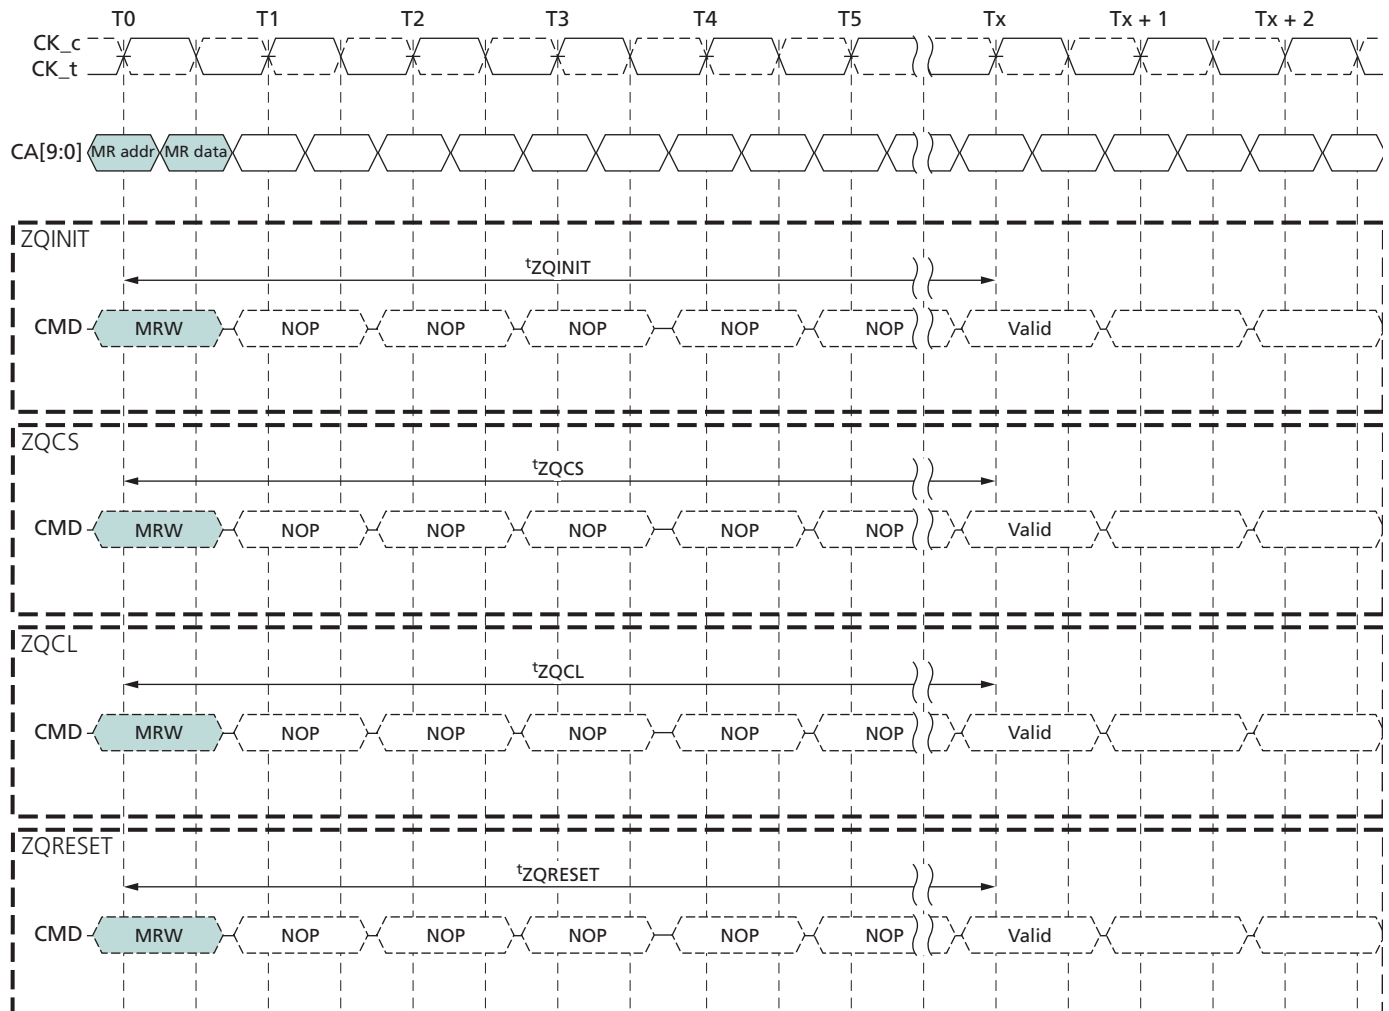 T0 T1 T2 T3 T4 T5 Tx Tx + 1 Tx + 2
CK_c
CK_t
CA[9:0] MR addr MR data
ZQINIT
tZQINIT
CMD MRW NOP NOP NOP NOP NOP Valid
ZQCS
tZQCS
CMD MRW NOP NOP NOP NOP NOP Valid
ZQCL
tZQCL
CMD MRW NOP NOP NOP NOP NOP Valid
ZQRESET
tZQRESET
CMD MRW NOP NOP NOP NOP NOP Valid